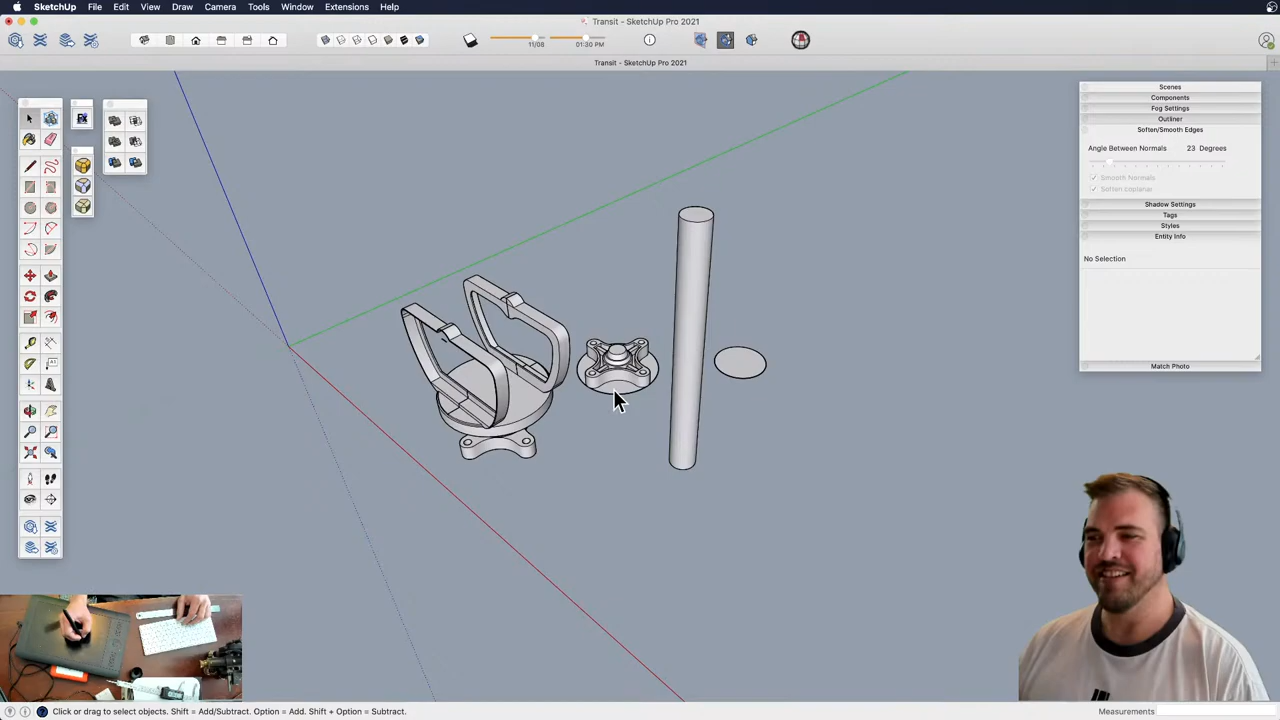 SketchUp File Edit View Draw Camera Tools Window Extensions Help
Transit - SketchUp Pro 2021
11/08
01:30 PM
Transit - SketchUp Pro 2021
Scenes
Components
Fog Settings
Outliner
Soften/Smooth Edges
Angle Between Normals 23 Degrees
Smooth Normals
Soften coplanar
Shadow Settings
Tags
Styles
Entity Info
No Selection
Match Photo
Click or drag to select objects. Shift = Add/Subtract. Option = Add. Shift + Option = Subtract.
Measurements